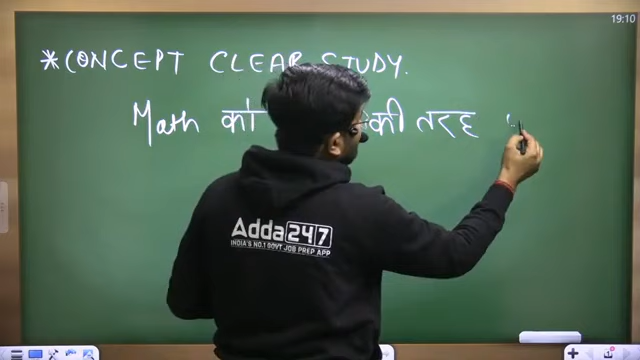 19:10
*CONCEPT CLEAR STUDY.
Math को की तरह
Adda247
INDIA'S NO.1 GOVT JOB PREP APP